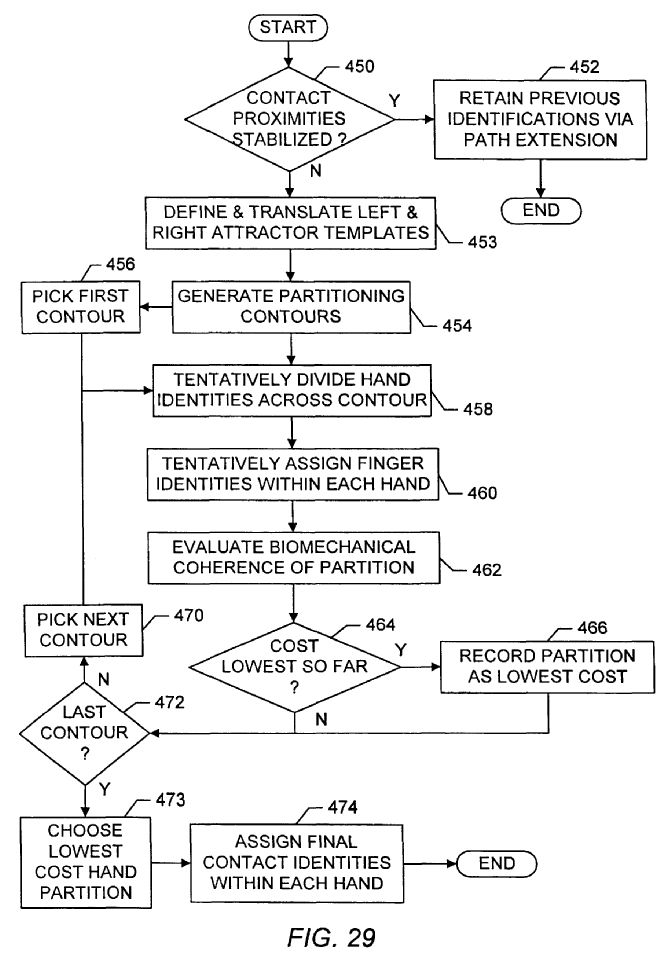 START
450
CONTACT
PROXIMITIES
STABILIZED ?
Y
N
452
RETAIN PREVIOUS
IDENTIFICATIONS VIA
PATH EXTENSION
END
DEFINE & TRANSLATE LEFT &
RIGHT ATTRACTOR TEMPLATES
453
456
PICK FIRST
CONTOUR
GENERATE PARTITIONING
CONTOURS
454
TENTATIVELY DIVIDE HAND
IDENTITIES ACROSS CONTOUR
458
TENTATIVELY ASSIGN FINGER
IDENTITIES WITHIN EACH HAND
460
EVALUATE BIOMECHANICAL
COHERENCE OF PARTITION
462
PICK NEXT
CONTOUR
470
464
COST
LOWEST SO FAR
?
Y
N
466
RECORD PARTITION
AS LOWEST COST
N
472
LAST
CONTOUR
?
Y
473
CHOOSE
LOWEST
COST HAND
PARTITION
474
ASSIGN FINAL
CONTACT IDENTITIES
WITHIN EACH HAND
END
FIG. 29